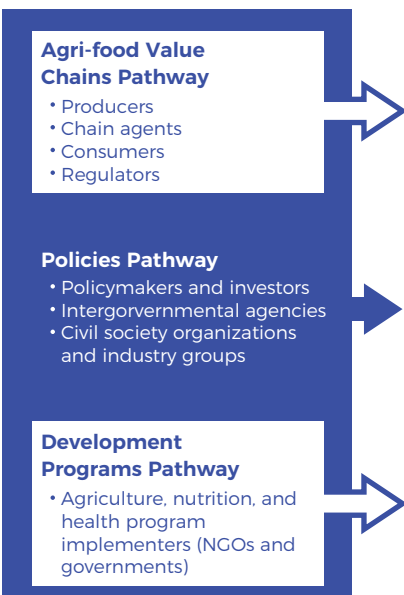 Agri-food Value
Chains Pathway
• Producers
• Chain agents
• Consumers
• Regulators
Policies Pathway
• Policymakers and investors
• Intergorvernmental agencies
• Civil society organizations
and industry groups
Development
Programs Pathway
• Agriculture, nutrition, and
health program
implementers (NGOs and
governments)